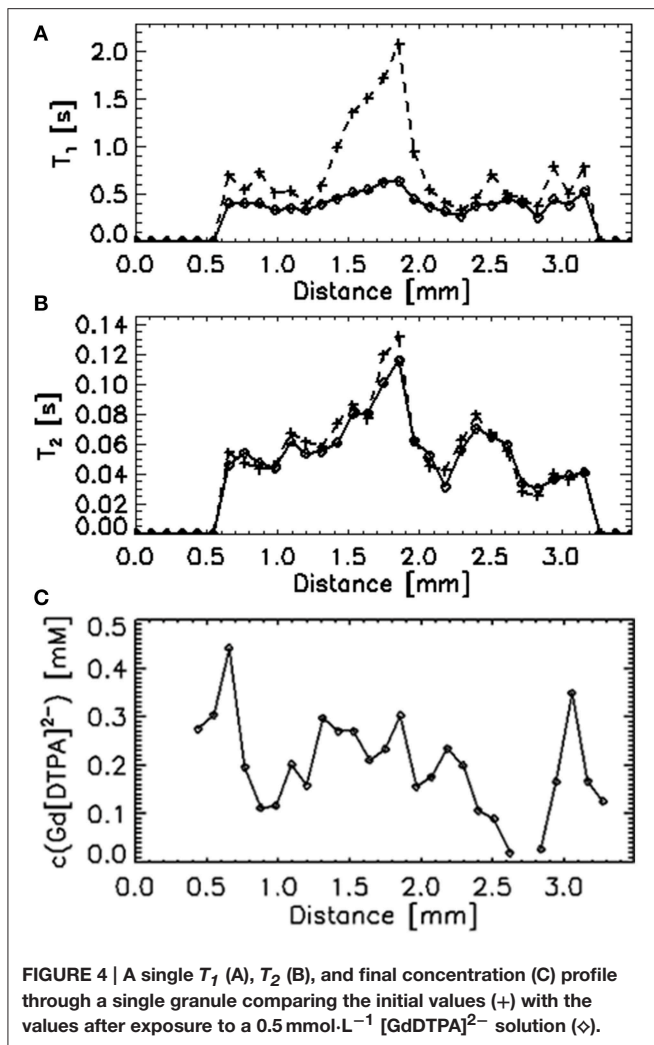 A
T1 [s]
2.0
1.5
1.0
0.5
0.0
0.0 0.5 1.0 1.5 2.0 2.5 3.0
Distance [mm]
B
T2 [s]
0.14
0.12
0.10
0.08
0.06
0.04
0.02
0.00
0.0 0.5 1.0 1.5 2.0 2.5 3.0
Distance [mm]
C
c(Gd[DTPA]²⁻) [mM]
0.5
0.4
0.3
0.2
0.1
0.0
0.0 0.5 1.0 1.5 2.0 2.5 3.0
Distance [mm]
FIGURE 4 | A single T1 (A), T2 (B), and final concentration (C) profile
through a single granule comparing the initial values (+) with the
values after exposure to a 0.5 mmol·L⁻¹ [GdDTPA]²⁻ solution (◇).